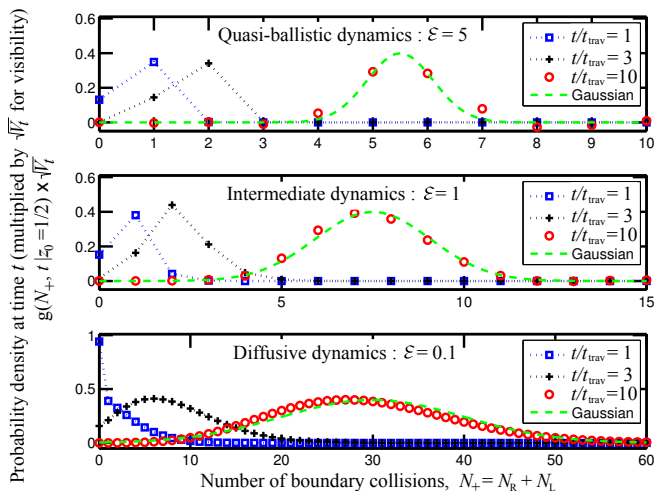 Probability density at time t (multiplied by √V_t for visibility)
g(N₊, t | z₀ =1/2) x √V_t
Quasi-ballistic dynamics : ℰ = 5
t/t_trav = 1
t/t_trav = 3
t/t_trav = 10
Gaussian
0.4
0.2
0
0 1 2 3 4 5 6 7 8 9 10
Intermediate dynamics : ℰ = 1
t/t_trav = 1
t/t_trav = 3
t/t_trav = 10
Gaussian
0.6
0.4
0.2
0
0 5 10 15
Diffusive dynamics : ℰ = 0.1
t/t_trav = 1
t/t_trav = 3
t/t_trav = 10
Gaussian
1
0.5
0
0 10 20 30 40 50 60
Number of boundary collisions, N₊ = N_R + N_L